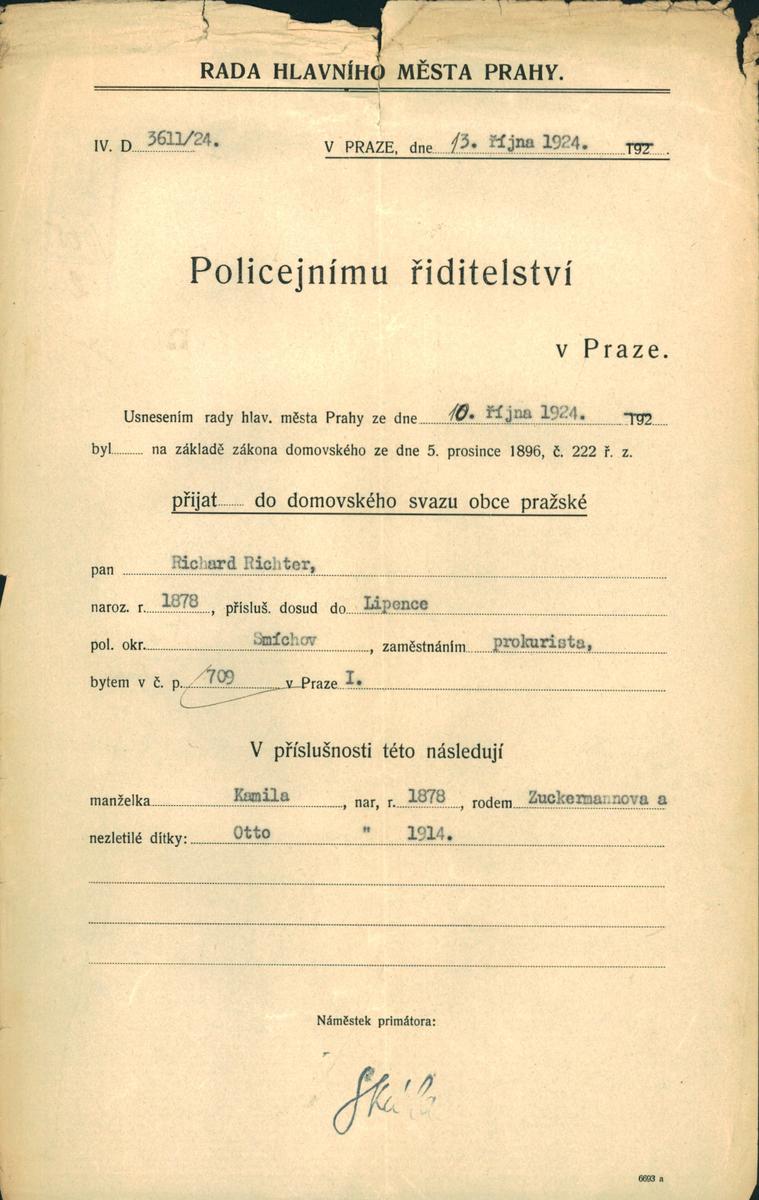 RADA HLAVNÍHO MĚSTA PRAHY.
IV. D 3611/24. V PRAZE, dne 13. října 1924. 192
Policejnímu řiditelství
v Praze.
Usnesením rady hlav. města Prahy ze dne 10. října 1924. 192
byl na základě zákona domovského ze dne 5. prosince 1896, č. 222 ř. z.
přijat do domovského svazu obce pražské
pan Richard Richter,
naroz. r. 1878, přísluš. dosud do Lipence
pol. okr. Smíchov, zaměstnáním prokurista,
bytem v č. p. 709 v Praze I.
V příslušnosti této následují
manželka Kamila, nar, r. 1878, rodem Zuckermannova a
nezletilé dítky: Otto " 1914.
Náměstek primátora:
6693 a